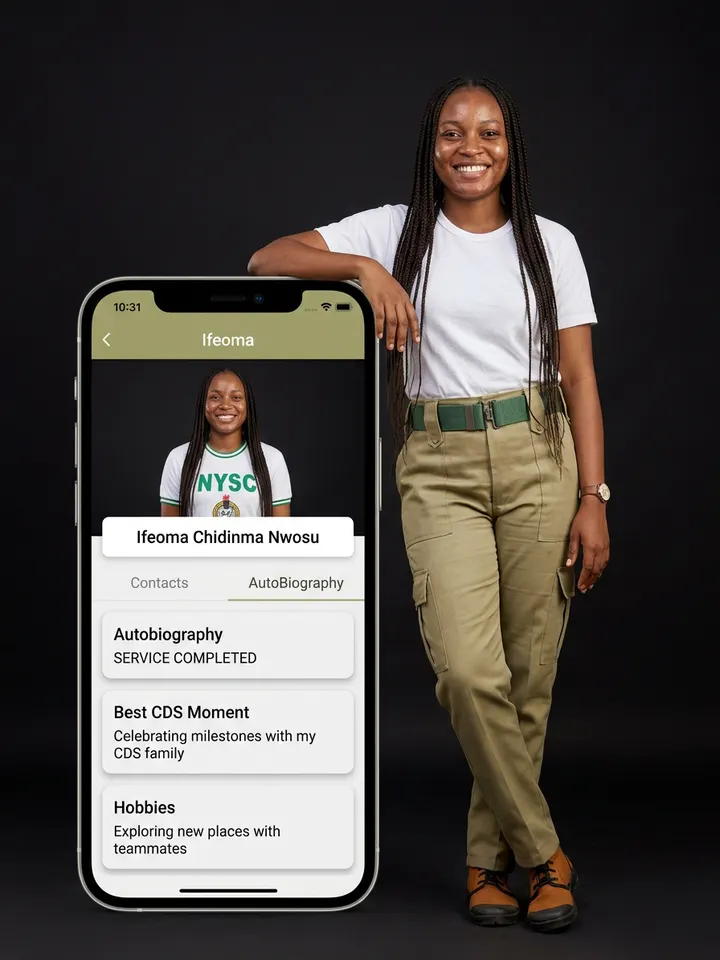 10:31
Ifeoma
NYSC
Ifeoma Chidinma Nwosu
Contacts
AutoBiography
Autobiography
SERVICE COMPLETED
Best CDS Moment
Celebrating milestones with my
CDS family
Hobbies
Exploring new places with
teammates